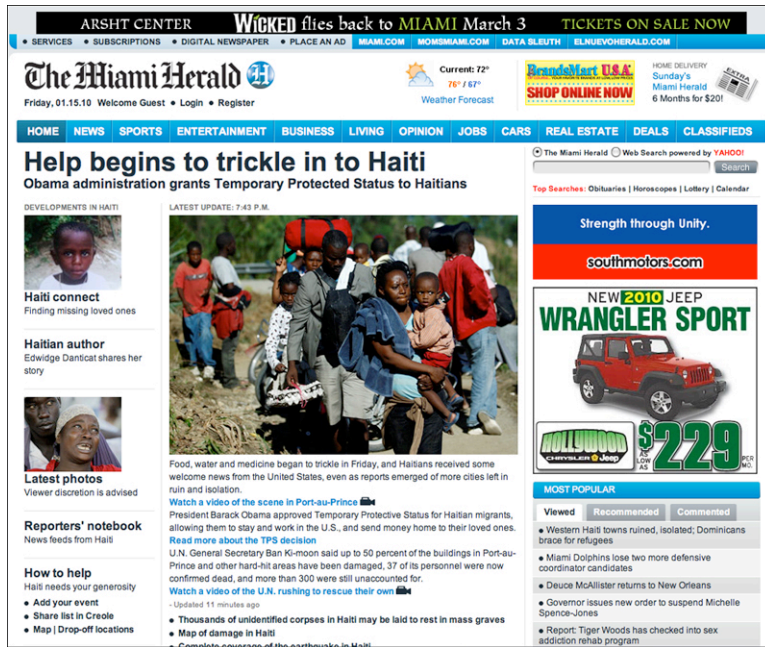 ARSHT CENTER WICKED flies back to MIAMI March 3 TICKETS ON SALE NOW
• SERVICES • SUBSCRIPTIONS • DIGITAL NEWSPAPER • PLACE AN AD MIAMI.COM MOMSMIAMI.COM DATA SLEUTH ELNUEVOHERALD.COM
The Miami Herald H
Friday, 01.15.10 Welcome Guest • Login • Register
Current: 72°
76° / 67°
Weather Forecast
BrandsMart U.S.A.
SHOP ONLINE NOW
HOME DELIVERY
Sunday's
Miami Herald
6 Months for $20!
EXTRA
HOME NEWS SPORTS ENTERTAINMENT BUSINESS LIVING OPINION JOBS CARS REAL ESTATE DEALS CLASSIFIEDS
Help begins to trickle in to Haiti
Obama administration grants Temporary Protected Status to Haitians
The Miami Herald Web Search powered by YAHOO!
Search
Top Searches: Obituaries | Horoscopes | Lottery | Calendar
DEVELOPMENTS IN HAITI
Haiti connect
Finding missing loved ones
Haitian author
Edwidge Danticat shares her
story
Latest photos
Viewer discretion is advised
Reporters' notebook
News feeds from Haiti
How to help
Haiti needs your generosity
• Add your event
• Share list in Creole
• Map | Drop-off locations
LATEST UPDATE: 7:43 P.M.
Food, water and medicine began to trickle in Friday, and Haitians received some
welcome news from the United States, even as reports emerged of more cities left in
ruin and isolation.
Watch a video of the scene in Port-au-Prince
President Barack Obama approved Temporary Protected Status for Haitian migrants,
allowing them to stay and work in the U.S., and send money home to their loved ones.
Read more about the TPS decision
U.N. General Secretary Ban Ki-moon said up to 50 percent of the buildings in Port-au-
Prince and other hard-hit areas have been damaged, 37 of its personnel were now
confirmed dead, and more than 300 were still unaccounted for.
Watch a video of the U.N. rushing to rescue their own
- Updated 11 minutes ago
• Thousands of unidentified corpses in Haiti may be laid to rest in mass graves
• Map of damage in Haiti
• Complete coverage of the earthquake in Haiti
Strength through Unity.
southmotors.com
NEW 2010 JEEP
WRANGLER SPORT
HOLLYWOOD
CHRYSLER Jeep
AS LOW AS
$229
PER MO.
MOST POPULAR
Viewed Recommended Commented
• Western Haiti towns ruined, isolated; Dominicans
brace for refugees
• Miami Dolphins lose two more defensive
coordinator candidates
• Deuce McAllister returns to New Orleans
• Governor issues new order to suspend Michelle
Spence-Jones
• Report: Tiger Woods has checked into sex
addiction rehab program